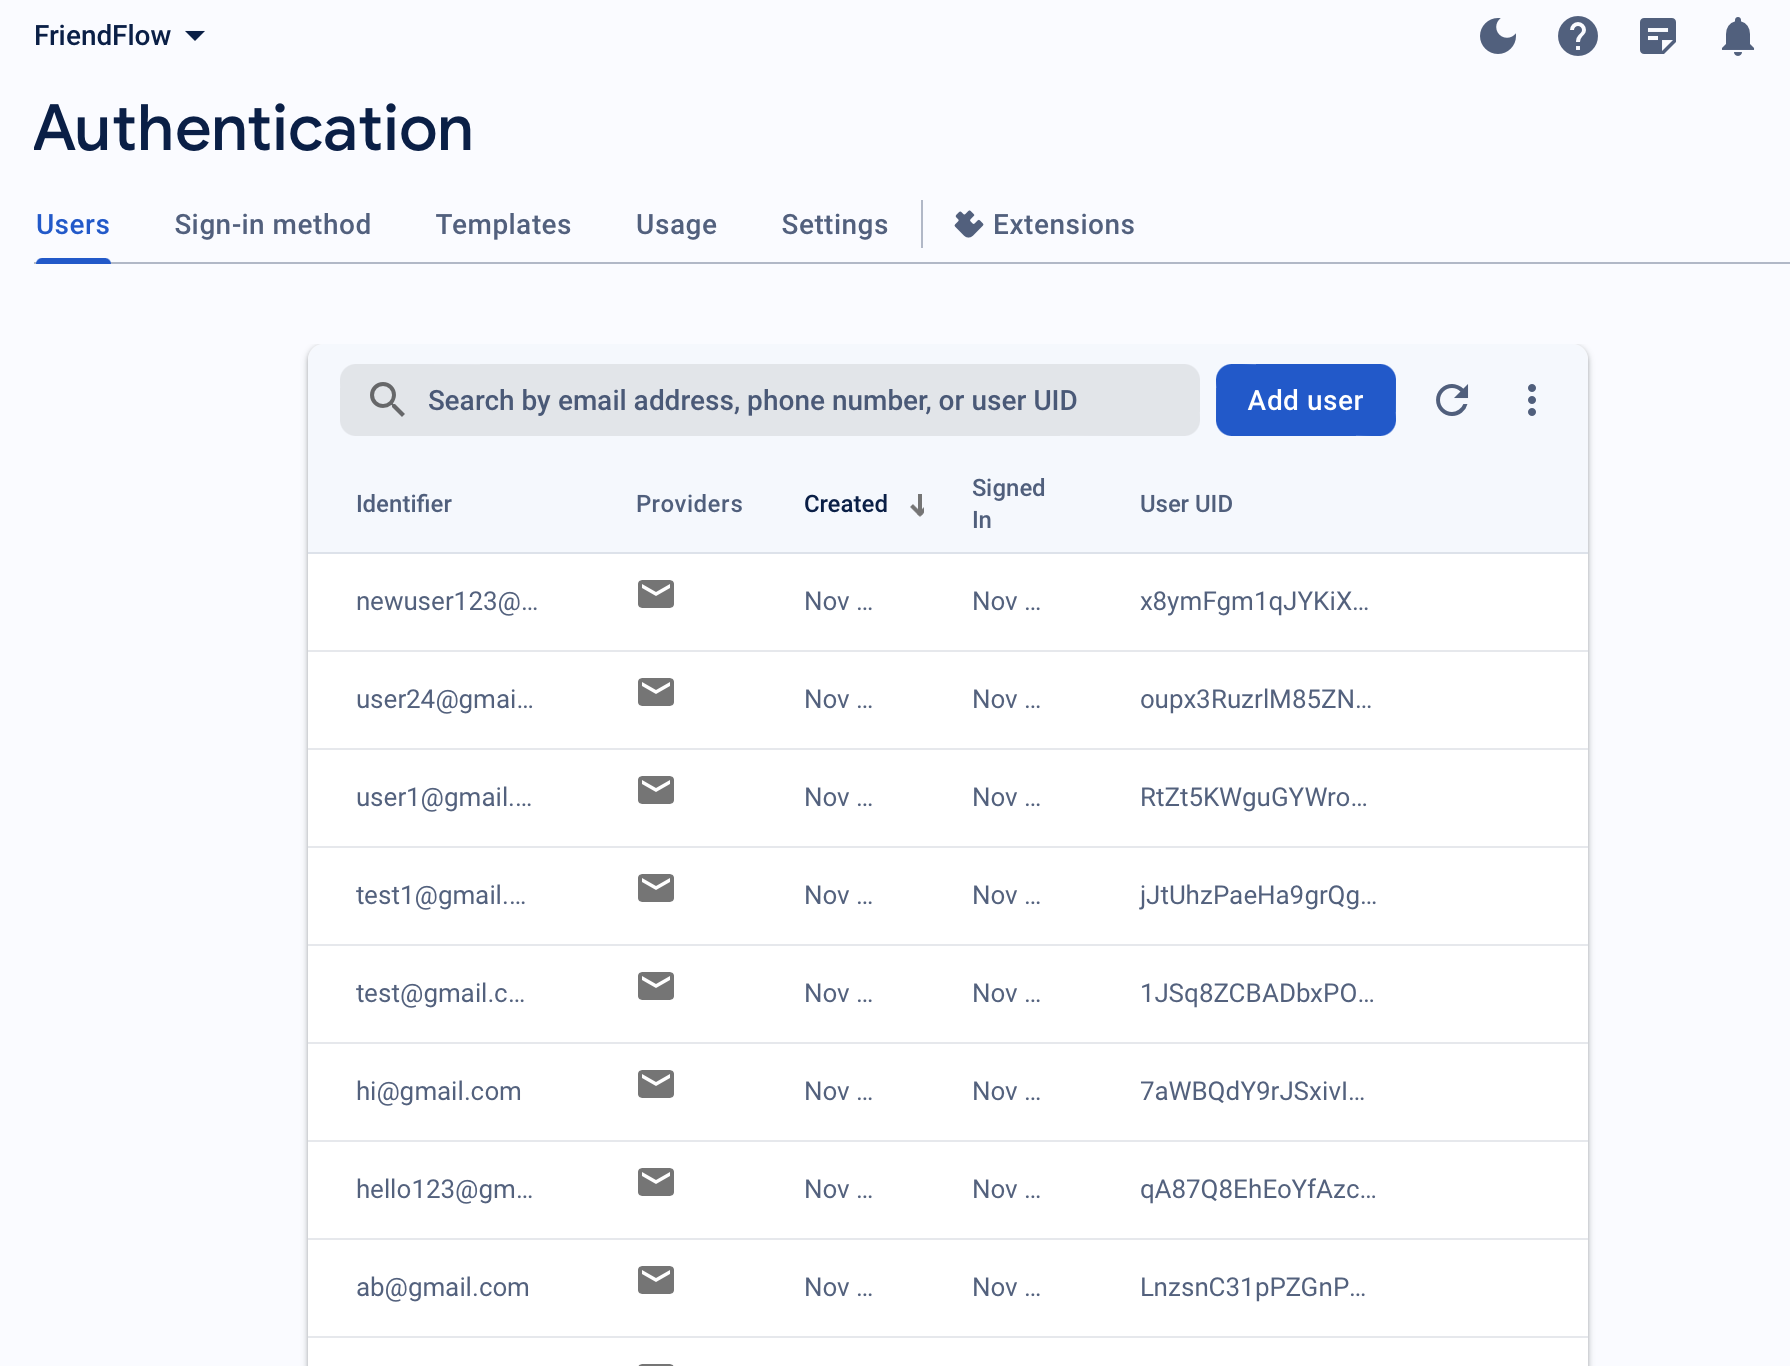 FriendFlow
Authentication
Users Sign-in method Templates Usage Settings Extensions
Search by email address, phone number, or user UID Add user
Identifier Providers Created Signed In User UID
newuser123@... Nov ... Nov ... x8ymFgm1qJYKiX...
user24@gmai... Nov ... Nov ... oupx3RuzrlM85ZN...
user1@gmail.... Nov ... Nov ... RtZt5KWguGYWro...
test1@gmail.... Nov ... Nov ... jJtUhzPaeHa9grQg...
test@gmail.c... Nov ... Nov ... 1JSq8ZCBADbxPO...
hi@gmail.com Nov ... Nov ... 7aWBQdY9rJSxivI...
hello123@gm... Nov ... Nov ... qA87Q8EhEoYfAzc...
ab@gmail.com Nov ... Nov ... LnzsnC31pPZGnP...